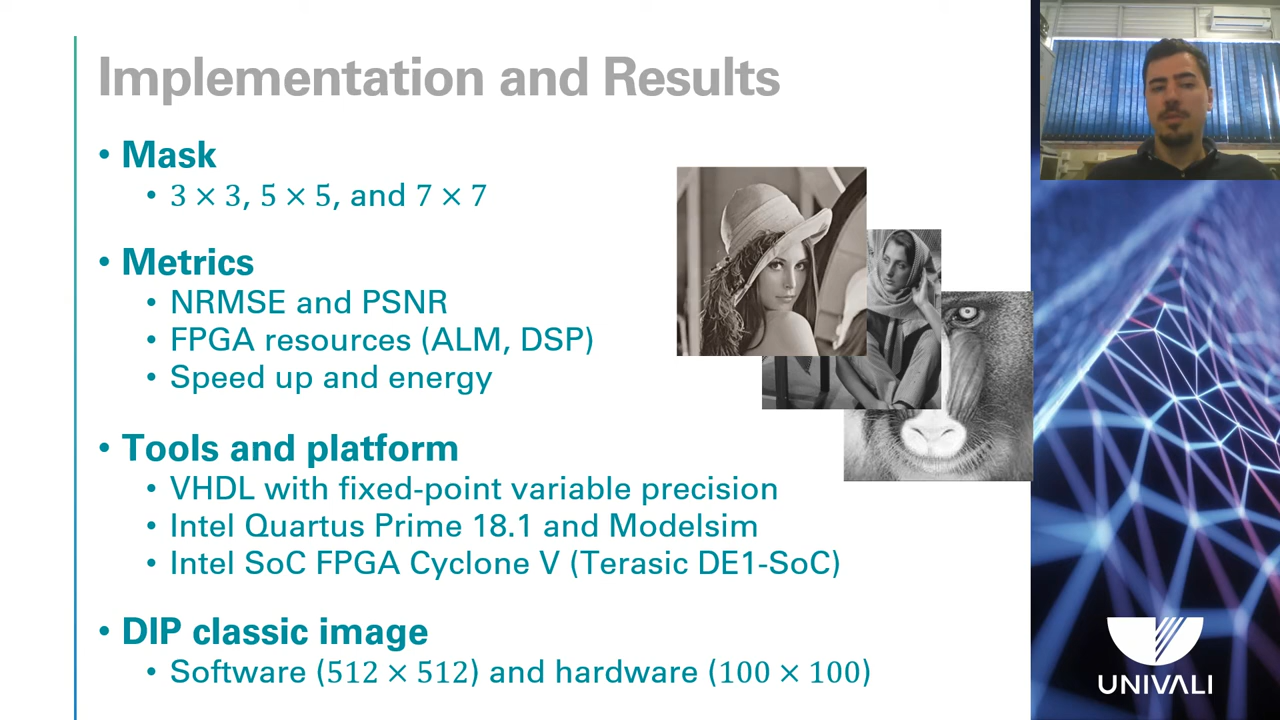 Implementation and Results
• Mask
• 3 × 3, 5 × 5, and 7 × 7
• Metrics
• NRMSE and PSNR
• FPGA resources (ALM, DSP)
• Speed up and energy
• Tools and platform
• VHDL with fixed-point variable precision
• Intel Quartus Prime 18.1 and Modelsim
• Intel SoC FPGA Cyclone V (Terasic DE1-SoC)
• DIP classic image
• Software (512 × 512) and hardware (100 × 100)
UNIVALI